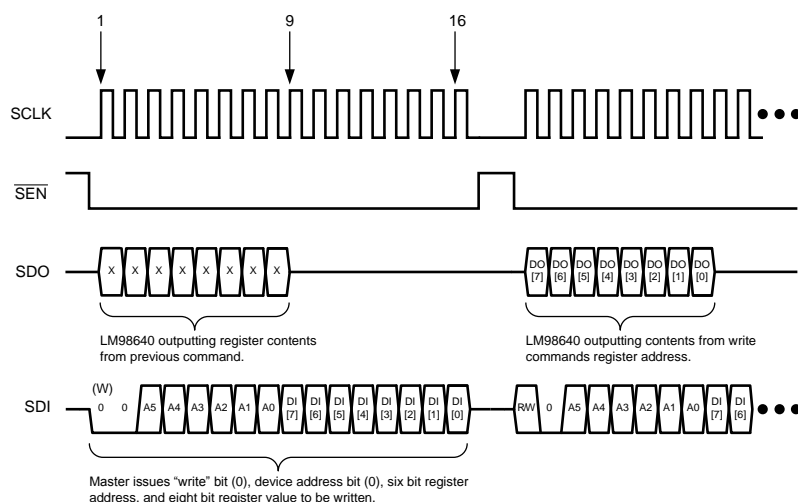 1 9 16
SCLK
SEN
SDO X X X X X X X X DO [7] DO [6] DO [5] DO [4] DO [3] DO [2] DO [1] DO [0]
LM98640 outputting register contents
from previous command.
LM98640 outputting contents from write
commands register address.
SDI (W) 0 0 A5 A4 A3 A2 A1 A0 DI [7] DI [6] DI [5] DI [4] DI [3] DI [2] DI [1] DI [0] RW 0 A5 A4 A3 A2 A1 A0 DI [7] DI [6]
Master issues “write” bit (0), device address bit (0), six bit register
address, and eight bit register value to be written.